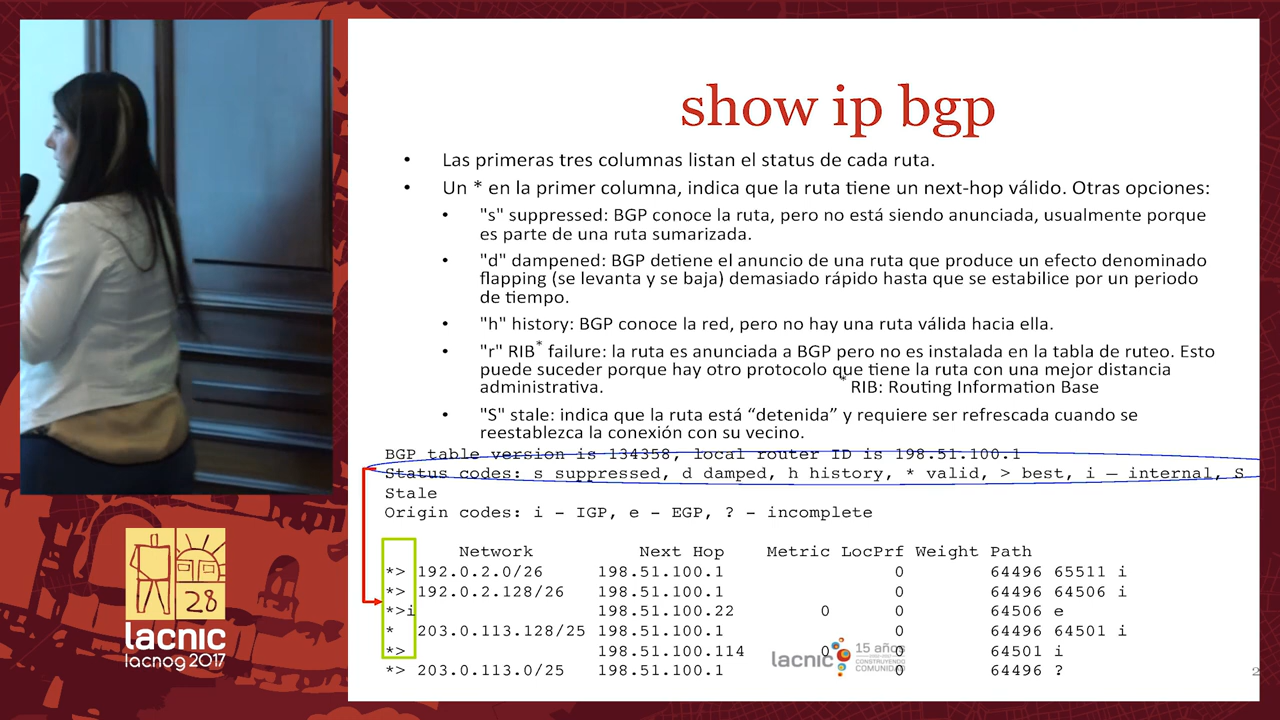 show ip bgp
• Las primeras tres columnas listan el status de cada ruta.
• Un * en la primer columna, indica que la ruta tiene un next-hop válido. Otras opciones:
• "s" suppressed: BGP conoce la ruta, pero no está siendo anunciada, usualmente porque
es parte de una ruta sumarizada.
• "d" dampened: BGP detiene el anuncio de una ruta que produce un efecto denominado
flapping (se levanta y se baja) demasiado rápido hasta que se estabilice por un periodo
de tiempo.
• "h" history: BGP conoce la red, pero no hay una ruta válida hacia ella.
• "r" RIB* failure: la ruta es anunciada a BGP pero no es instalada en la tabla de ruteo. Esto
puede suceder porque hay otro protocolo que tiene la ruta con una mejor distancia
administrativa.
* RIB: Routing Information Base
• "S" stale: indica que la ruta está “detenida” y requiere ser refrescada cuando se
reestablezca la conexión con su vecino.
BGP table version is 134358, local router ID is 198.51.100.1
Status codes: s suppressed, d damped, h history, * valid, > best, i – internal, S
Stale
Origin codes: i - IGP, e - EGP, ? - incomplete
Network Next Hop Metric LocPrf Weight Path
*> 192.0.2.0/26 198.51.100.1 0 64496 65511 i
*> 192.0.2.128/26 198.51.100.1 0 64496 64506 i
*>i 198.51.100.22 0 0 64506 e
* 203.0.113.128/25 198.51.100.1 0 64496 64501 i
*> 198.51.100.114 0 0 64501 i
*> 203.0.113.0/25 198.51.100.1 0 64496 ?
lacnic
15 años
CONSTRUYENDO
COMUNIDAD
2
28
lacnic
lacnog 2017